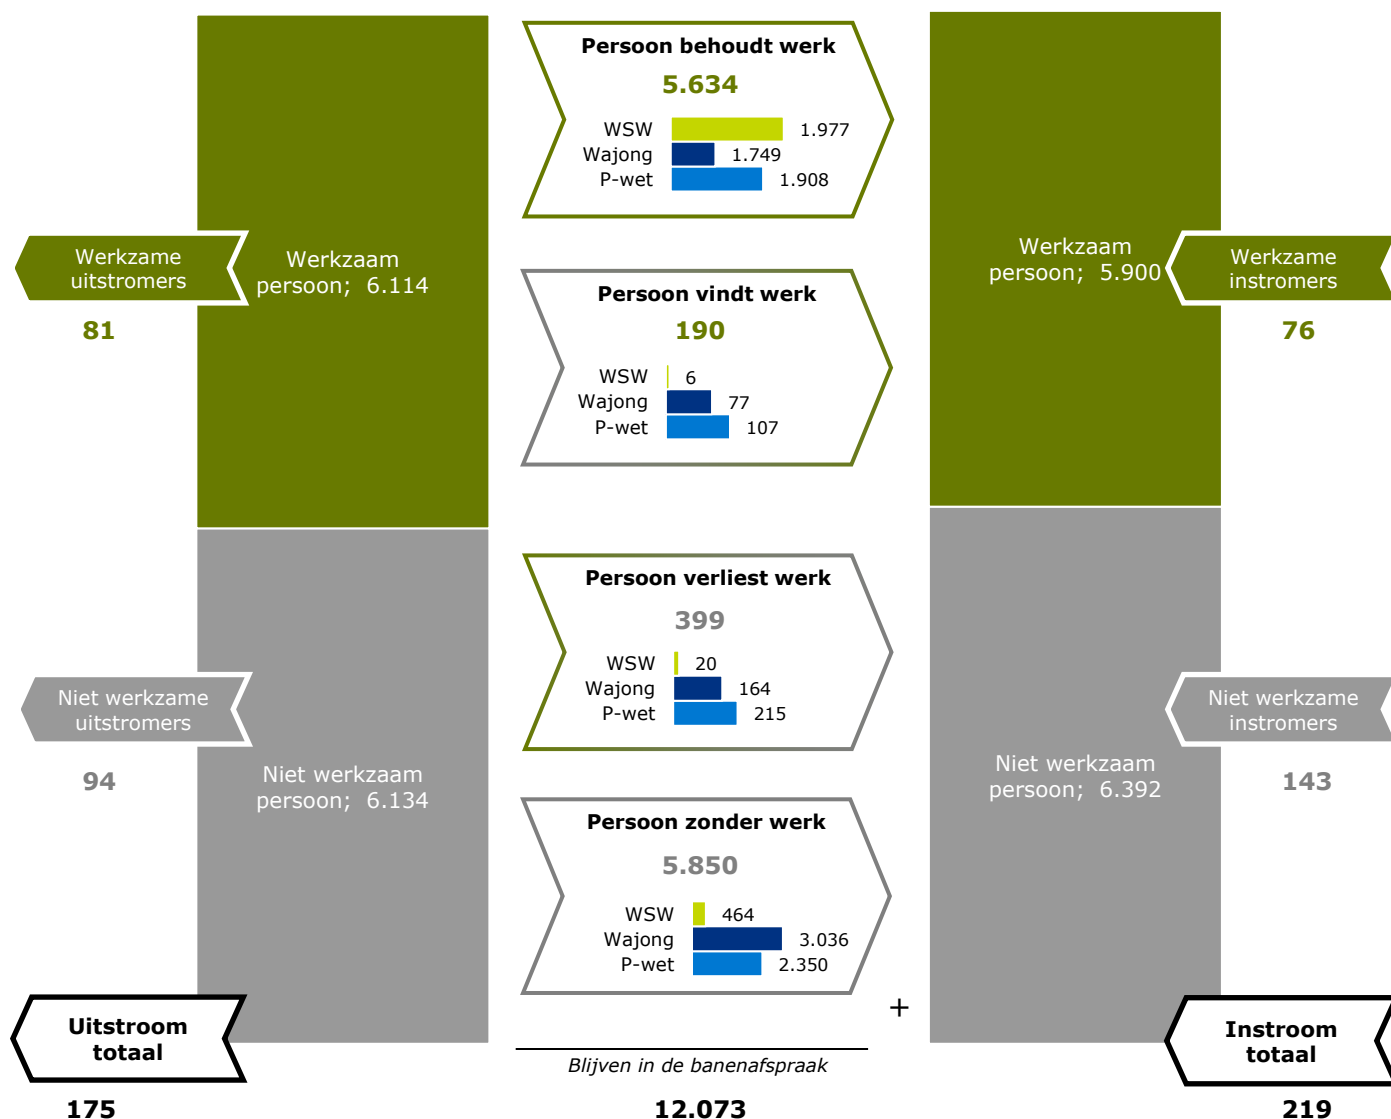 Werkzame
uitstromers
81
Werkzaam
persoon;  6.114
Niet werkzame
uitstromers
94
Niet werkzaam
persoon;  6.134
Uitstroom
totaal
175
Persoon behoudt werk
5.634
WSW 1.977
Wajong 1.749
P-wet 1.908
Persoon vindt werk
190
WSW 6
Wajong 77
P-wet 107
Persoon verliest werk
399
WSW 20
Wajong 164
P-wet 215
Persoon zonder werk
5.850
WSW 464
Wajong 3.036
P-wet 2.350
+
Blijven in de banenafspraak
12.073
Werkzaam
persoon;  5.900
Werkzame
instromers
76
Niet werkzaam
persoon;  6.392
Niet werkzame
instromers
143
Instroom
totaal
219